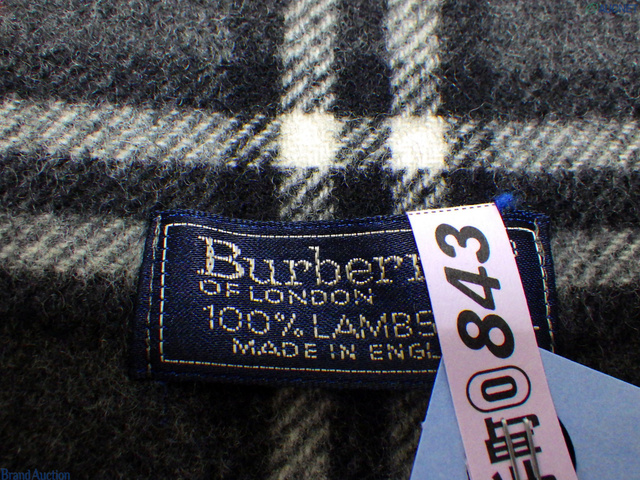 Burberr
OF LONDON
100% LAMBS
MADE IN ENGL
0843
BrandAuction